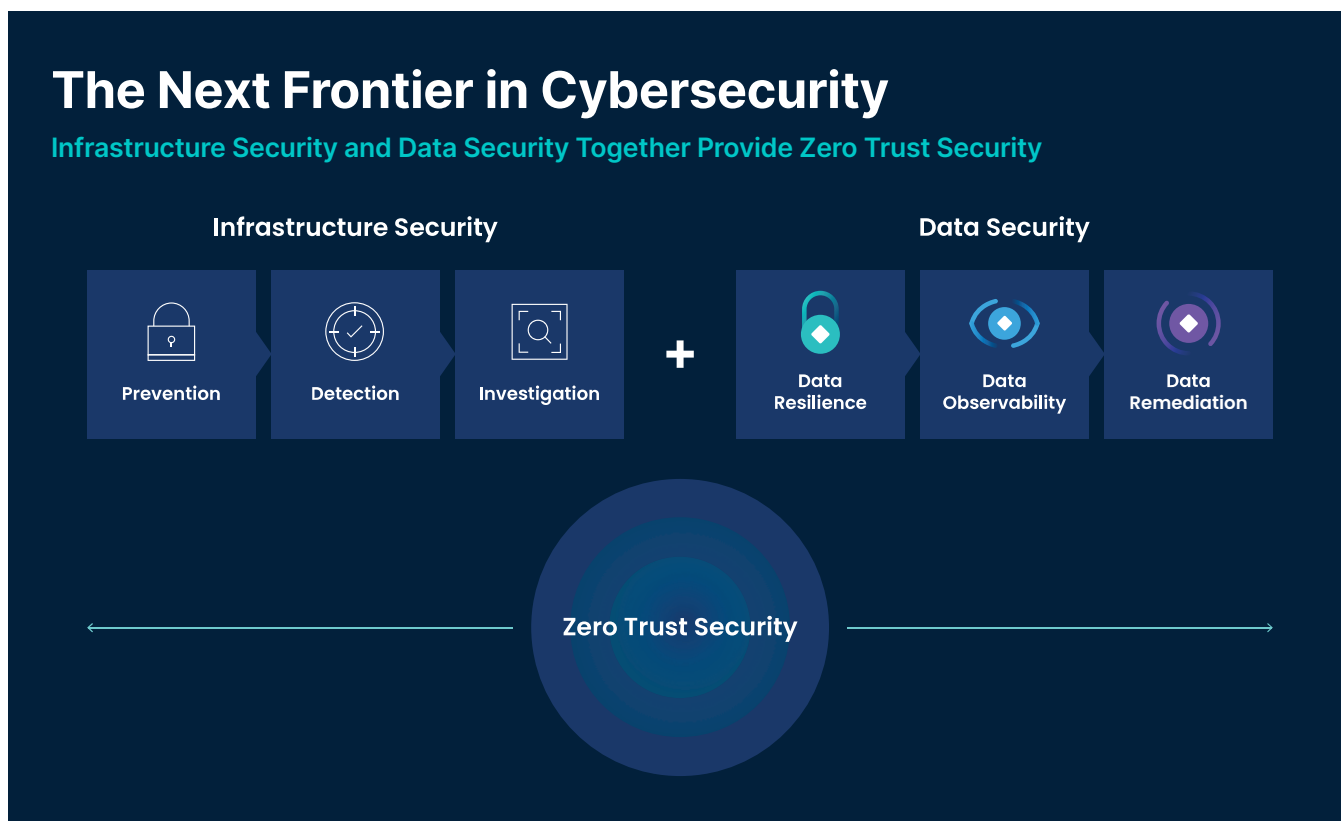 The Next Frontier in Cybersecurity
Infrastructure Security and Data Security Together Provide Zero Trust Security
Infrastructure Security
Data Security
Prevention
Detection
Investigation
+
Data
Resilience
Data
Observability
Data
Remediation
Zero Trust Security